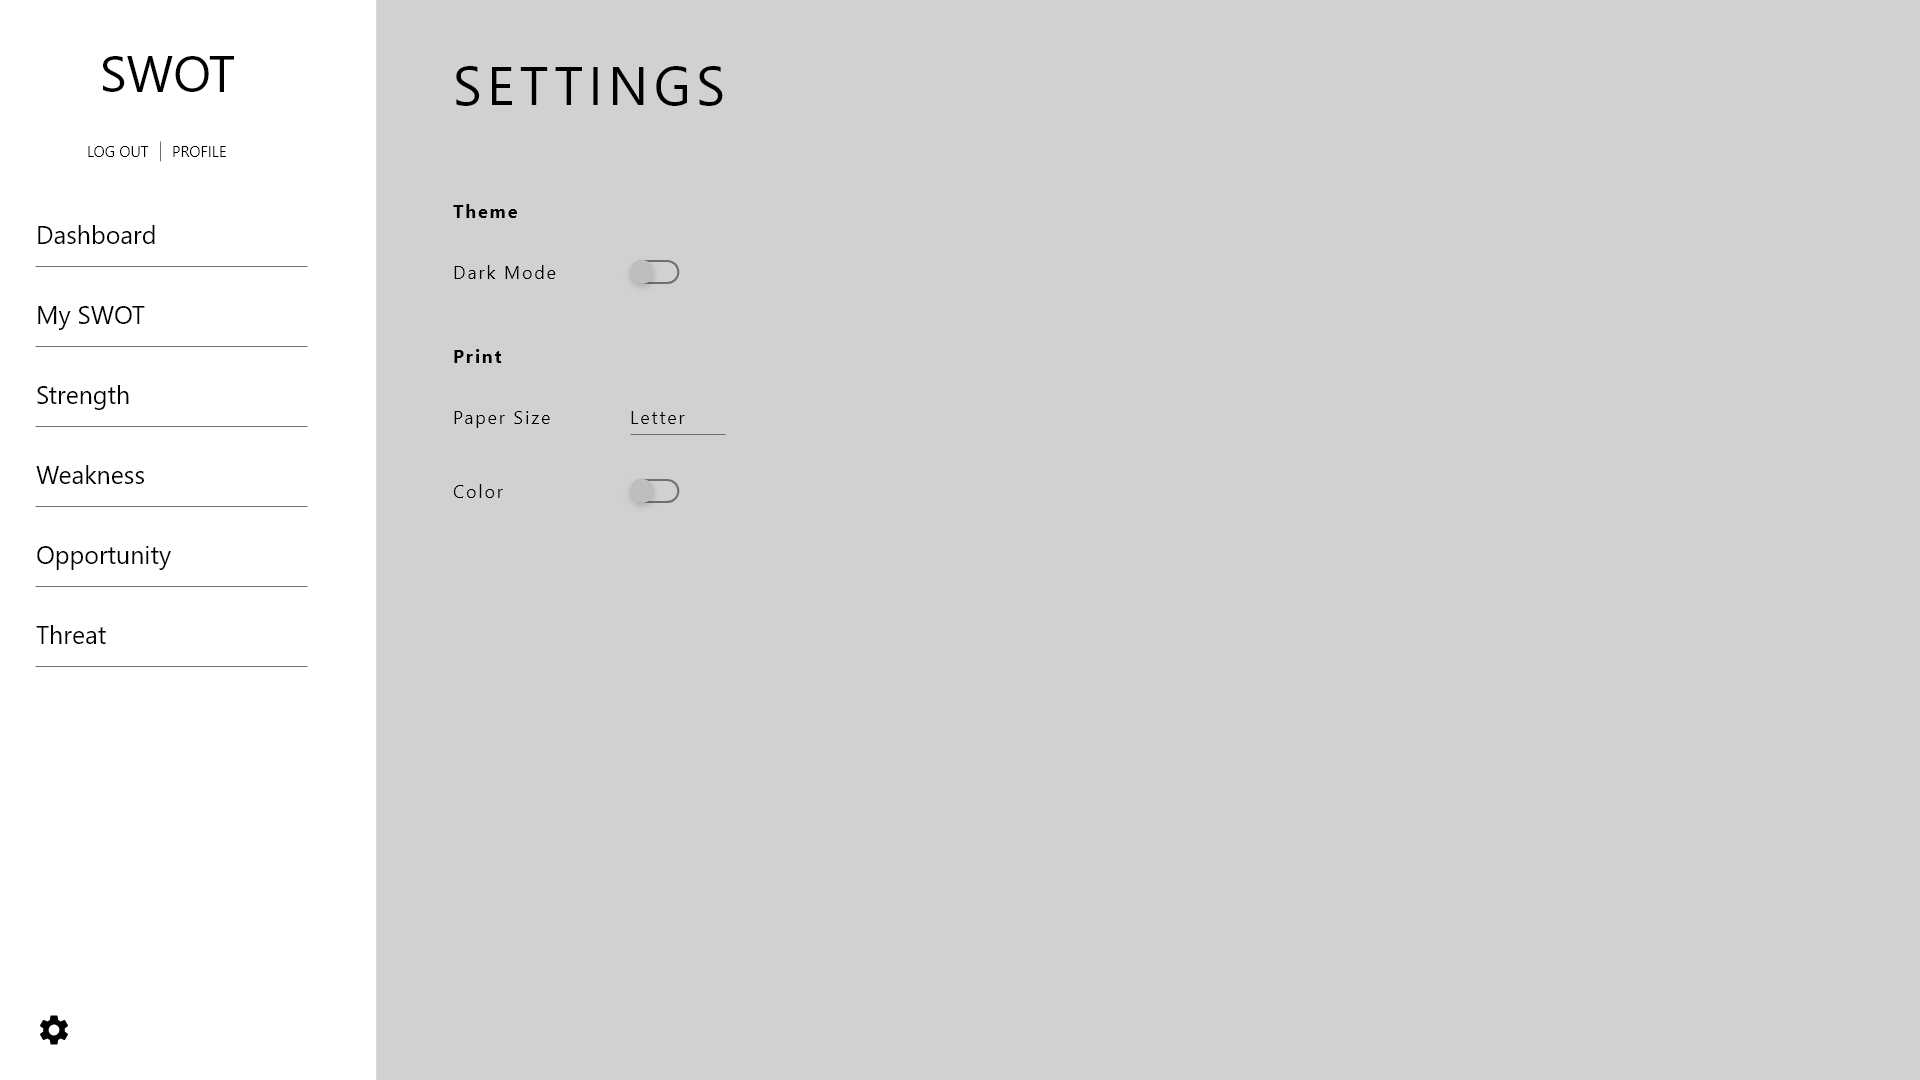 SWOT
LOG OUT | PROFILE
Dashboard
My SWOT
Strength
Weakness
Opportunity
Threat
SETTINGS
Theme
Dark Mode
Print
Paper Size Letter
Color